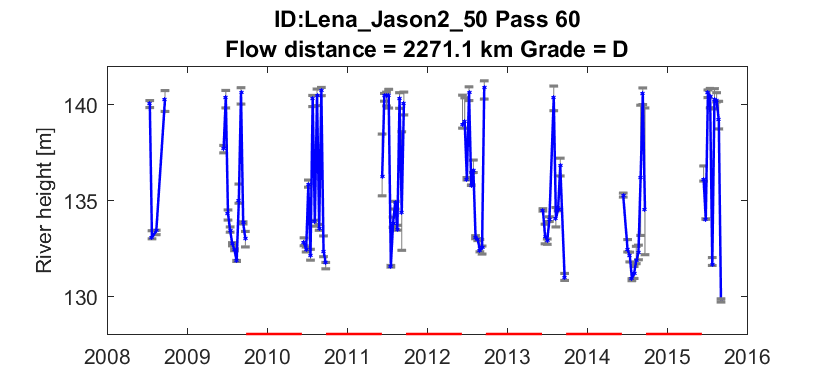 ID:Lena_Jason2_50 Pass 60
Flow distance = 2271.1 km Grade = D
River height [m]
140
135
130
2008 2009 2010 2011 2012 2013 2014 2015 2016